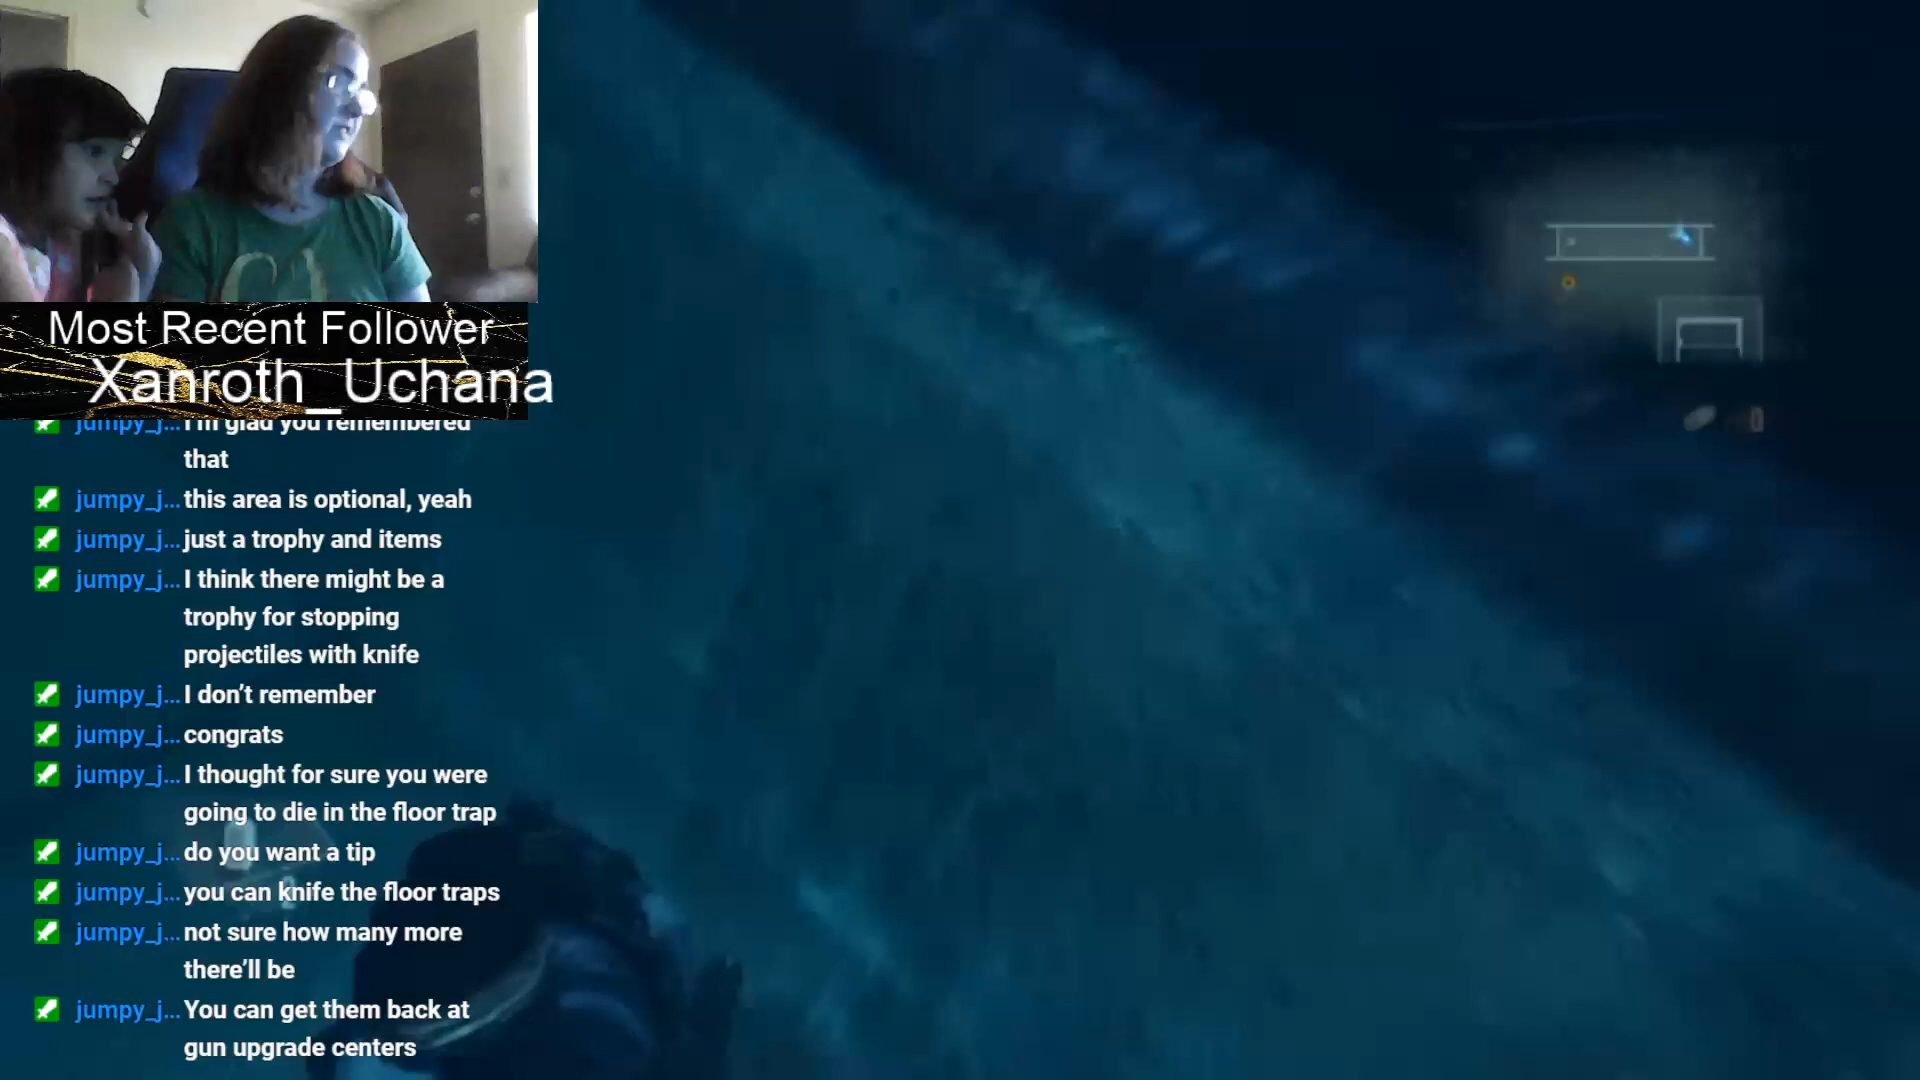 Most Recent Follower
Xanroth_Uchana
jumpy_j... I'm glad you remembered
that
jumpy_j... this area is optional, yeah
jumpy_j... just a trophy and items
jumpy_j... I think there might be a
trophy for stopping
projectiles with knife
jumpy_j... I don’t remember
jumpy_j... congrats
jumpy_j... I thought for sure you were
going to die in the floor trap
jumpy_j... do you want a tip
jumpy_j... you can knife the floor traps
jumpy_j... not sure how many more
there’ll be
jumpy_j... You can get them back at
gun upgrade centers